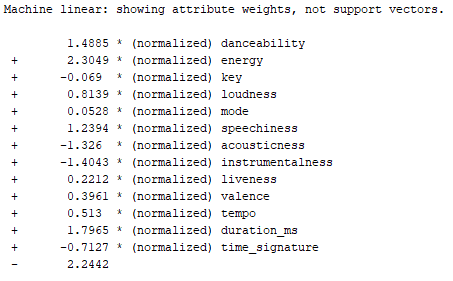 Machine linear: showing attribute weights, not support vectors.
1.4885 * (normalized) danceability
+ 2.3049 * (normalized) energy
+ -0.069 * (normalized) key
+ 0.8139 * (normalized) loudness
+ 0.0528 * (normalized) mode
+ 1.2394 * (normalized) speechiness
+ -1.326 * (normalized) acousticness
+ -1.4043 * (normalized) instrumentalness
+ 0.2212 * (normalized) liveness
+ 0.3961 * (normalized) valence
+ 0.513 * (normalized) tempo
+ 1.7965 * (normalized) duration_ms
+ -0.7127 * (normalized) time_signature
- 2.2442